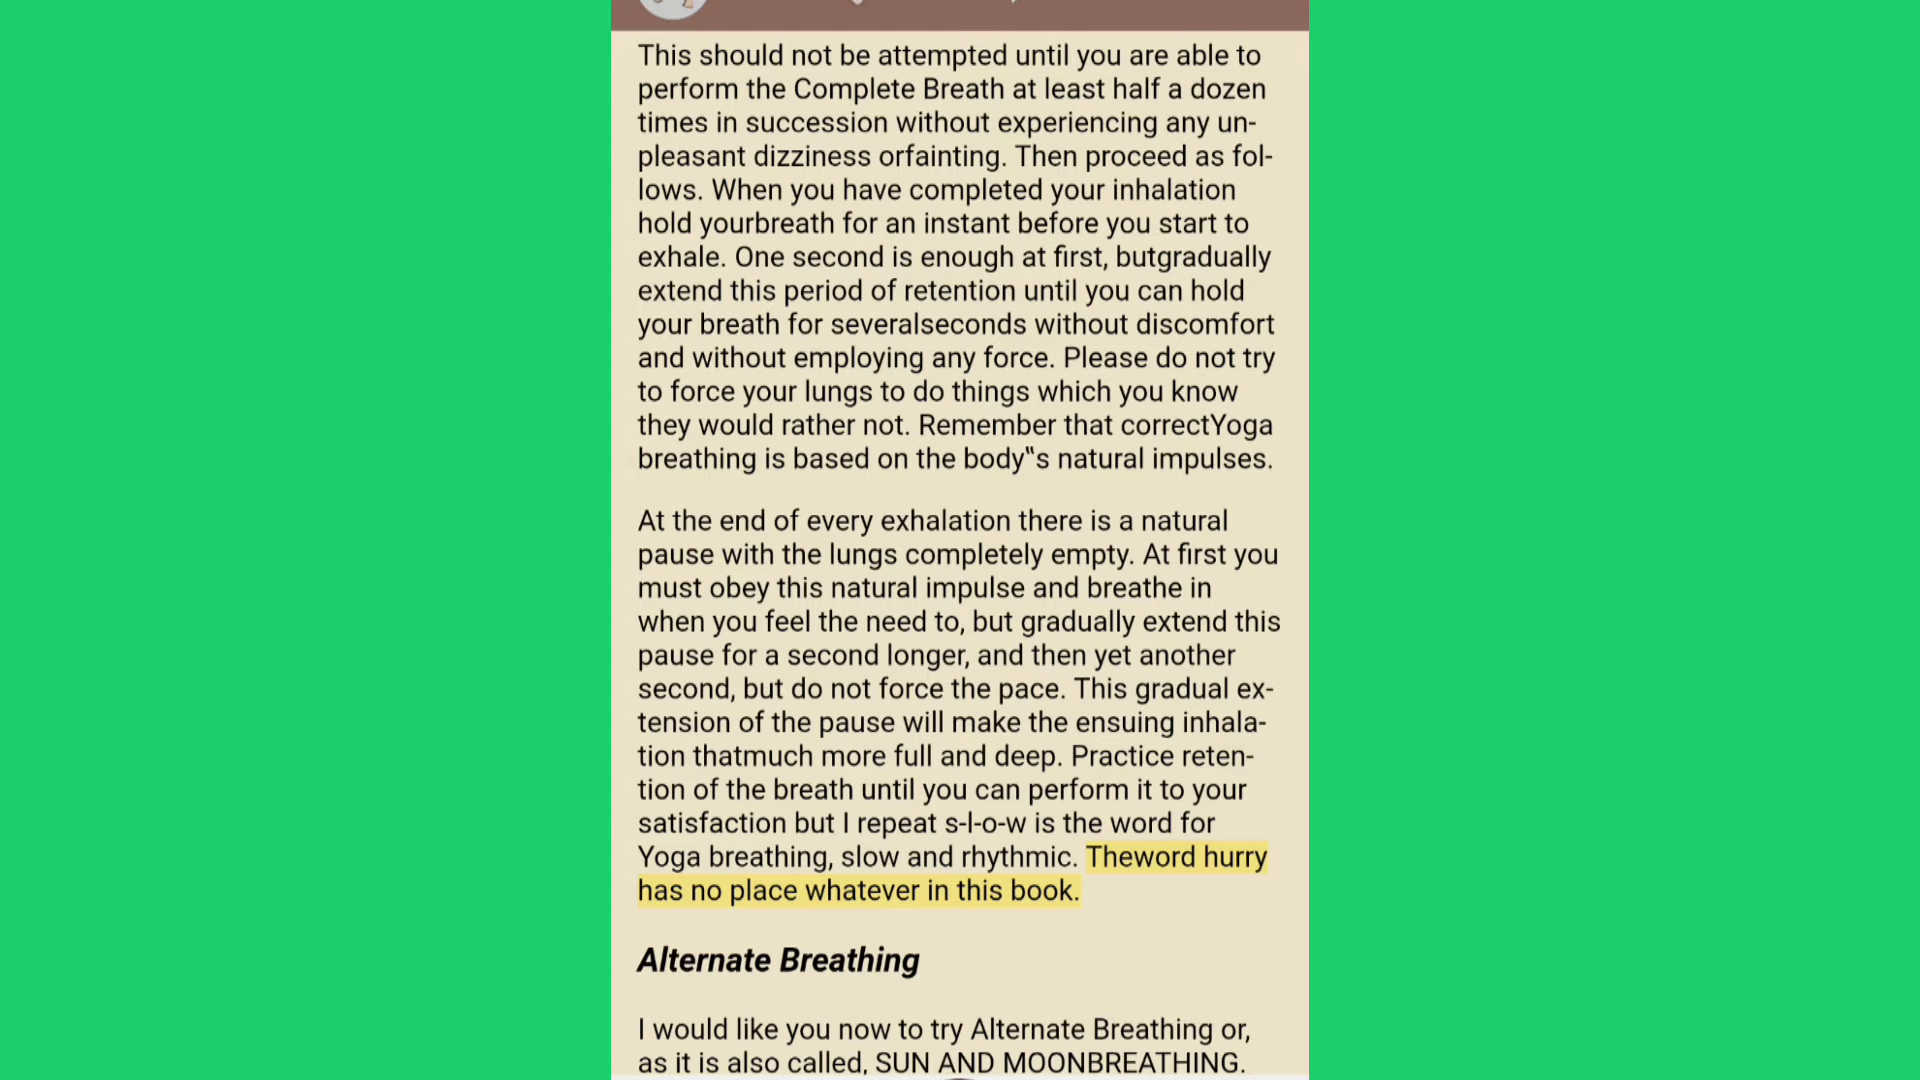 This should not be attempted until you are able to
perform the Complete Breath at least half a dozen
times in succession without experiencing any un-
pleasant dizziness orfainting. Then proceed as fol-
lows. When you have completed your inhalation
hold yourbreath for an instant before you start to
exhale. One second is enough at first, butgradually
extend this period of retention until you can hold
your breath for severalseconds without discomfort
and without employing any force. Please do not try
to force your lungs to do things which you know
they would rather not. Remember that correctYoga
breathing is based on the body‟s natural impulses.
At the end of every exhalation there is a natural
pause with the lungs completely empty. At first you
must obey this natural impulse and breathe in
when you feel the need to, but gradually extend this
pause for a second longer, and then yet another
second, but do not force the pace. This gradual ex-
tension of the pause will make the ensuing inhala-
tion thatmuch more full and deep. Practice reten-
tion of the breath until you can perform it to your
satisfaction but I repeat s-l-o-w is the word for
Yoga breathing, slow and rhythmic. Theword hurry
has no place whatever in this book.
Alternate Breathing
I would like you now to try Alternate Breathing or,
as it is also called, SUN AND MOONBREATHING.